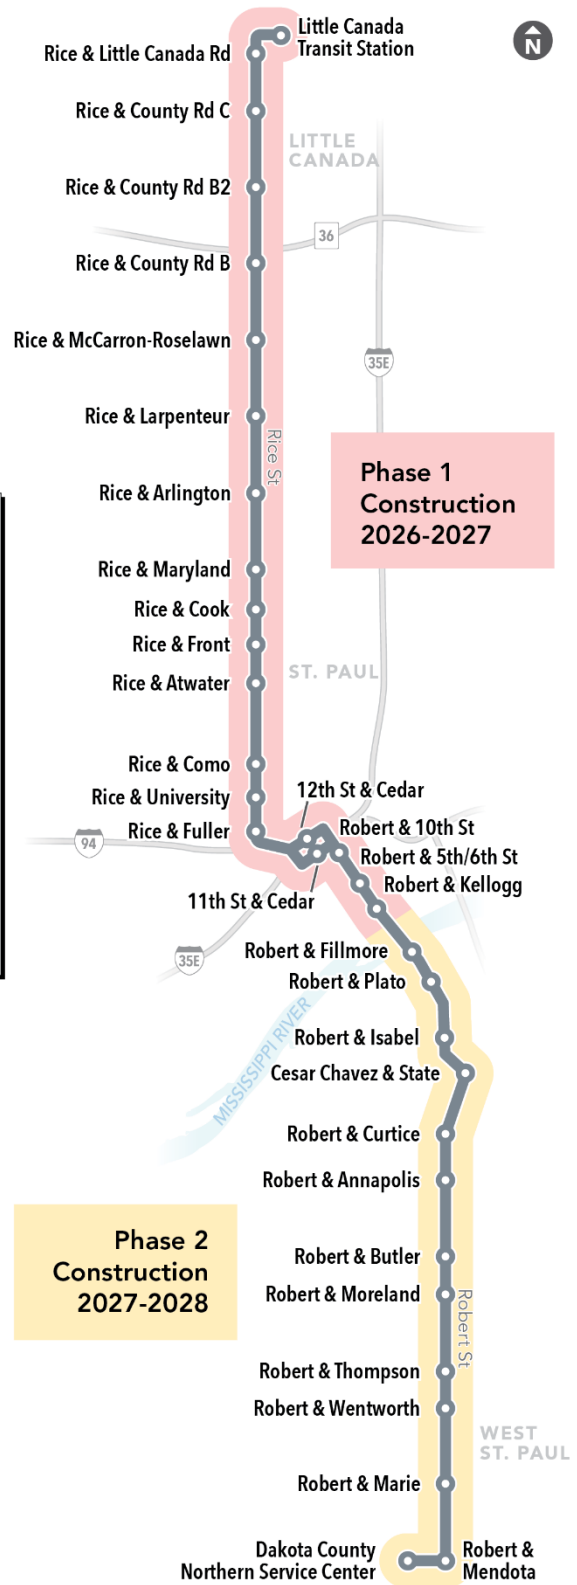 Little Canada
Transit Station
N
Rice & Little Canada Rd
Rice & County Rd C
LITTLE
CANADA
Rice & County Rd B2
36
Rice & County Rd B
Rice & McCarron-Roselawn
35E
Rice & Larpenteur
Rice St
Phase 1
Construction
2026-2027
Rice & Arlington
Rice & Maryland
Rice & Cook
Rice & Front
ST. PAUL
Rice & Atwater
Rice & Como
12th St & Cedar
Rice & University
Rice & Fuller
Robert & 10th St
94
Robert & 5th/6th St
Robert & Kellogg
11th St & Cedar
Robert & Fillmore
35E
Robert & Plato
MISSISSIPPI RIVER
Robert & Isabel
Cesar Chavez & State
Robert & Curtice
Robert & Annapolis
Phase 2
Construction
2027-2028
Robert & Butler
Robert & Moreland
Robert St
Robert & Thompson
Robert & Wentworth
WEST
ST. PAUL
Robert & Marie
Dakota County
Northern Service Center
Robert &
Mendota